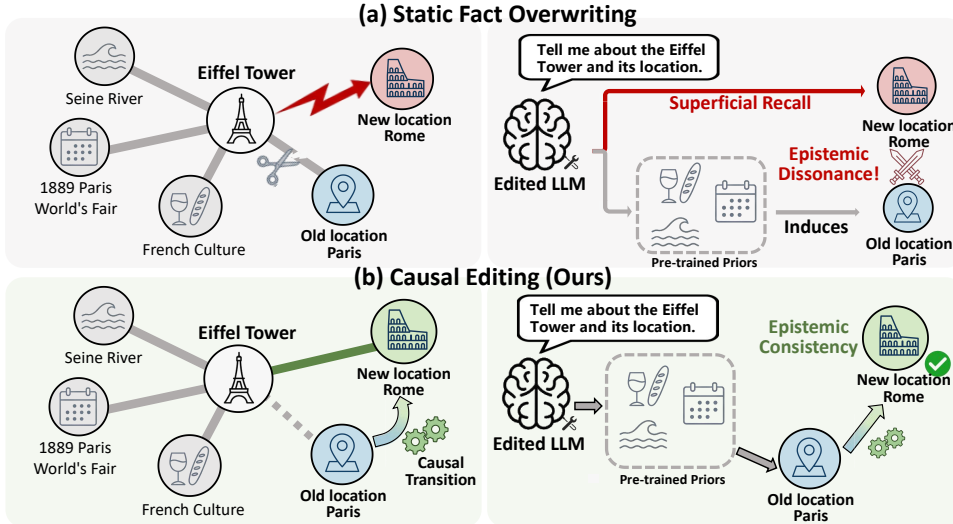 (a) Static Fact Overwriting
Seine River
Eiffel Tower
New location
Rome
1889 Paris
World's Fair
French Culture
Old location
Paris
Tell me about the Eiffel
Tower and its location.
Edited LLM
Superficial Recall
New location
Rome
Epistemic
Dissonance!
Pre-trained Priors
Induces
Old location
Paris
(b) Causal Editing (Ours)
Seine River
Eiffel Tower
New location
Rome
1889 Paris
World's Fair
French Culture
Old location
Paris
Causal
Transition
Tell me about the Eiffel
Tower and its location.
Edited LLM
Pre-trained Priors
Epistemic
Consistency
New location
Rome
Old location
Paris